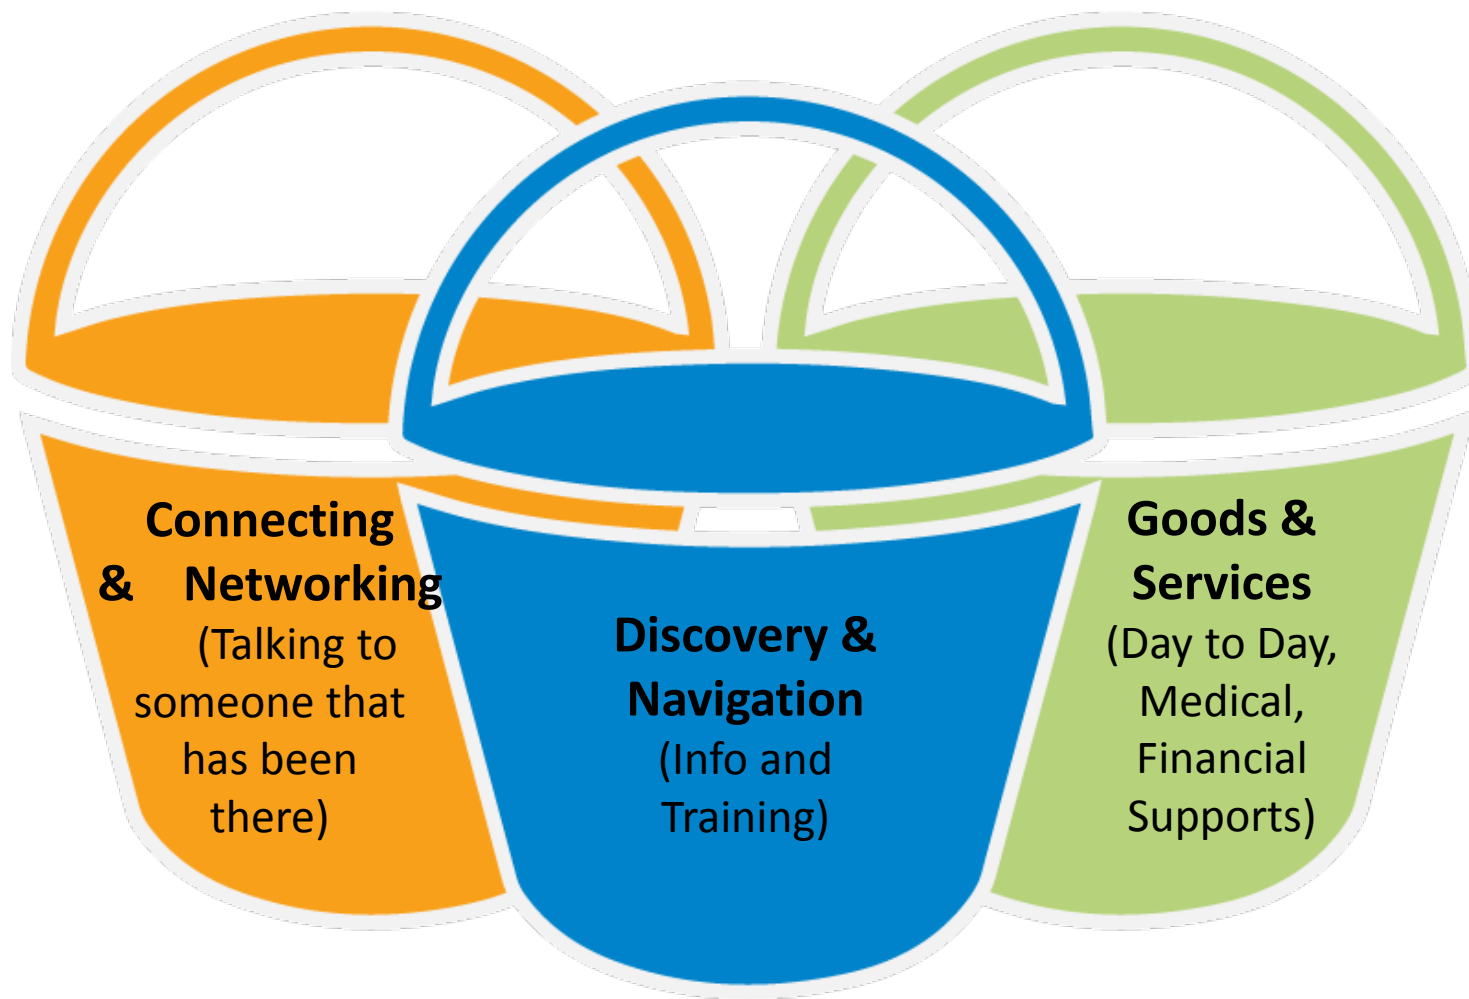 Connecting
& Networking
(Talking to
someone that
has been
there)
Discovery &
Navigation
(Info and
Training)
Goods &
Services
(Day to Day,
Medical,
Financial
Supports)